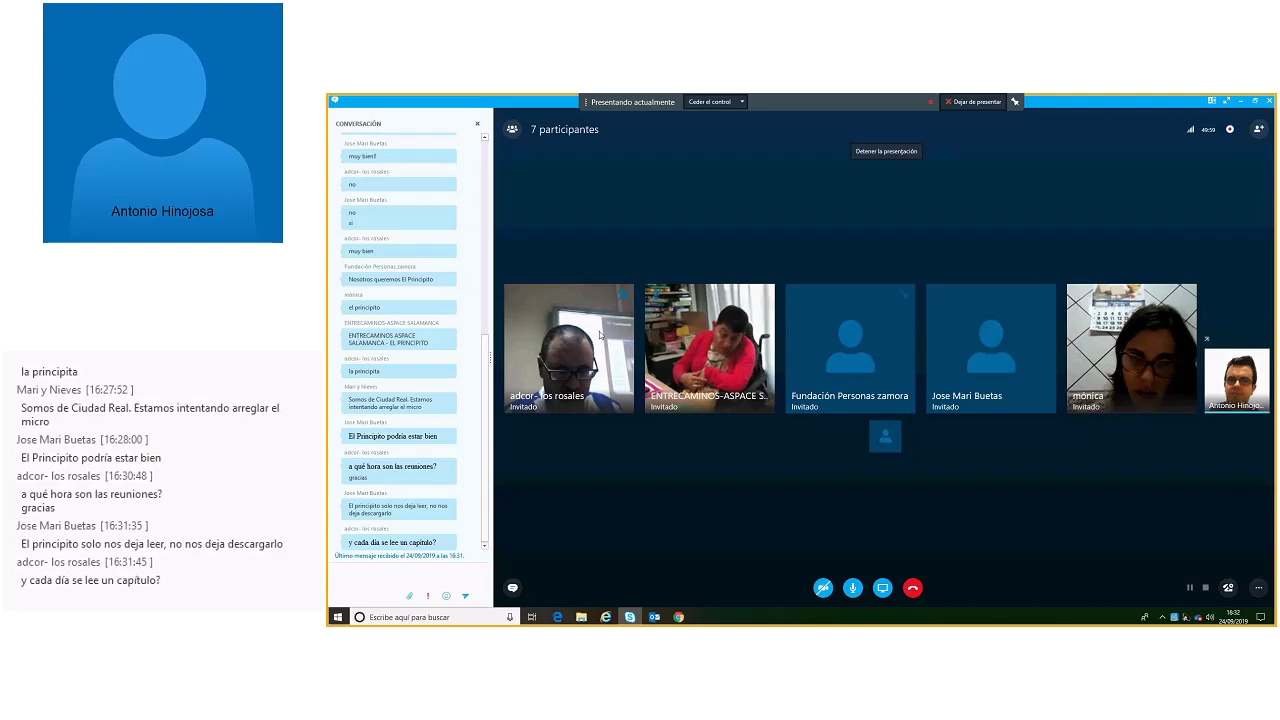 Antonio Hinojosa
la principita
Mari y Nieves [16:27:52 ]
Somos de Ciudad Real. Estamos intentando arreglar el
micro
Jose Mari Buetas [16:28:00 ]
El Principito podría estar bien
adcor- los rosales [16:30:48 ]
a qué hora son las reuniones?
gracias
Jose Mari Buetas [16:31:35 ]
El principito solo nos deja leer, no nos deja descargarlo
adcor- los rosales [16:31:45 ]
y cada día se lee un capítulo?
Presentando actualmente
Ceder el control
Dejar de presentar
CONVERSACIÓN
Jose Mari Buetas
muy bien!!
adcor- los rosales
no
Jose Mari Buetas
no
si
adcor- los rosales
muy bien
Fundación Personas zamora
Nosotros queremos El Principito
mónica
el principito
ENTRECAMINOS-ASPACE SALAMANCA
ENTRECAMINOS ASPACE
SALAMANCA - EL PRINCIPITO
adcor- los rosales
la principita
Mari y Nieves
Somos de Ciudad Real. Estamos
intentando arreglar el micro
Jose Mari Buetas
El Principito podría estar bien
adcor- los rosales
a qué hora son las reuniones?
gracias
Jose Mari Buetas
El principito solo nos deja leer, no nos
deja descargarlo
adcor- los rosales
y cada día se lee un capítulo?
Último mensaje recibido el 24/09/2019 a las 16:31.
7 participantes
49:59
Detener la presentación
adcor- los rosales
Invitado
ENTRECAMINOS-ASPACE S...
Invitado
Fundación Personas zamora
Invitado
Jose Mari Buetas
Invitado
mónica
Invitado
Antonio Hinojo...
Escribe aquí para buscar
16:32
24/09/2019